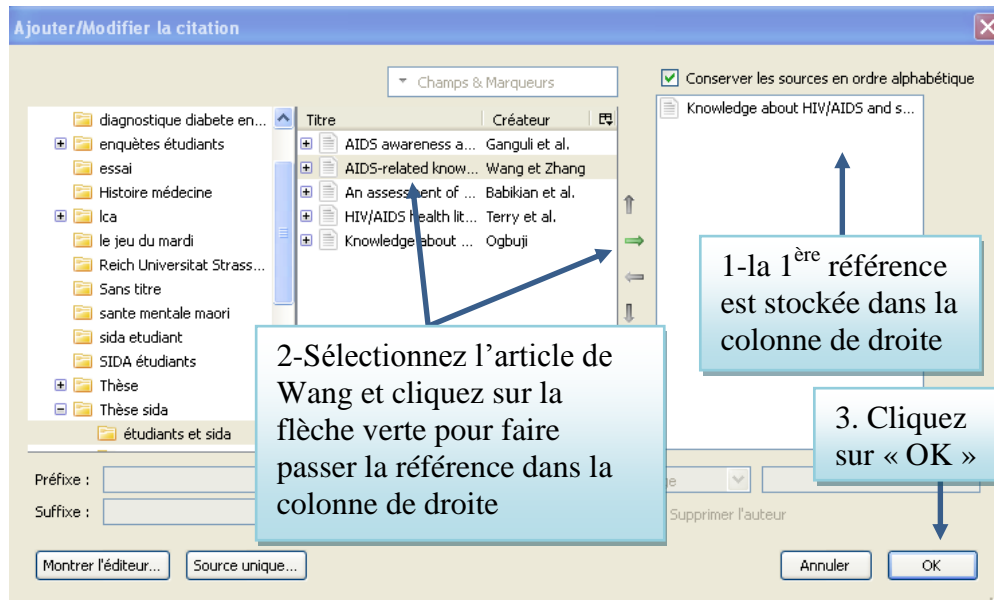 Ajouter/Modifier la citation
Champs & Marqueurs
Conserver les sources en ordre alphabétique
diagnostique diabete en...
enquètes étudiants
essai
Histoire médecine
lca
le jeu du mardi
Reich Universitat Strass...
Sans titre
sante mentale maori
sida etudiant
SIDA étudiants
Thèse
Thèse sida
étudiants et sida
Titre Créateur
AIDS awareness a... Ganguli et al.
AIDS-related know... Wang et Zhang
An assessment of ... Babikian et al.
HIV/AIDS health lit... Terry et al.
Knowledge about ... Ogbuji
Knowledge about HIV/AIDS and s...
1-la 1ère référence
est stockée dans la
colonne de droite
2-Sélectionnez l’article de
Wang et cliquez sur la
flèche verte pour faire
passer la référence dans la
colonne de droite
3. Cliquez
sur « OK »
Préfixe :
Suffixe :
Supprimer l'auteur
Montrer l'éditeur...
Source unique...
Annuler
OK